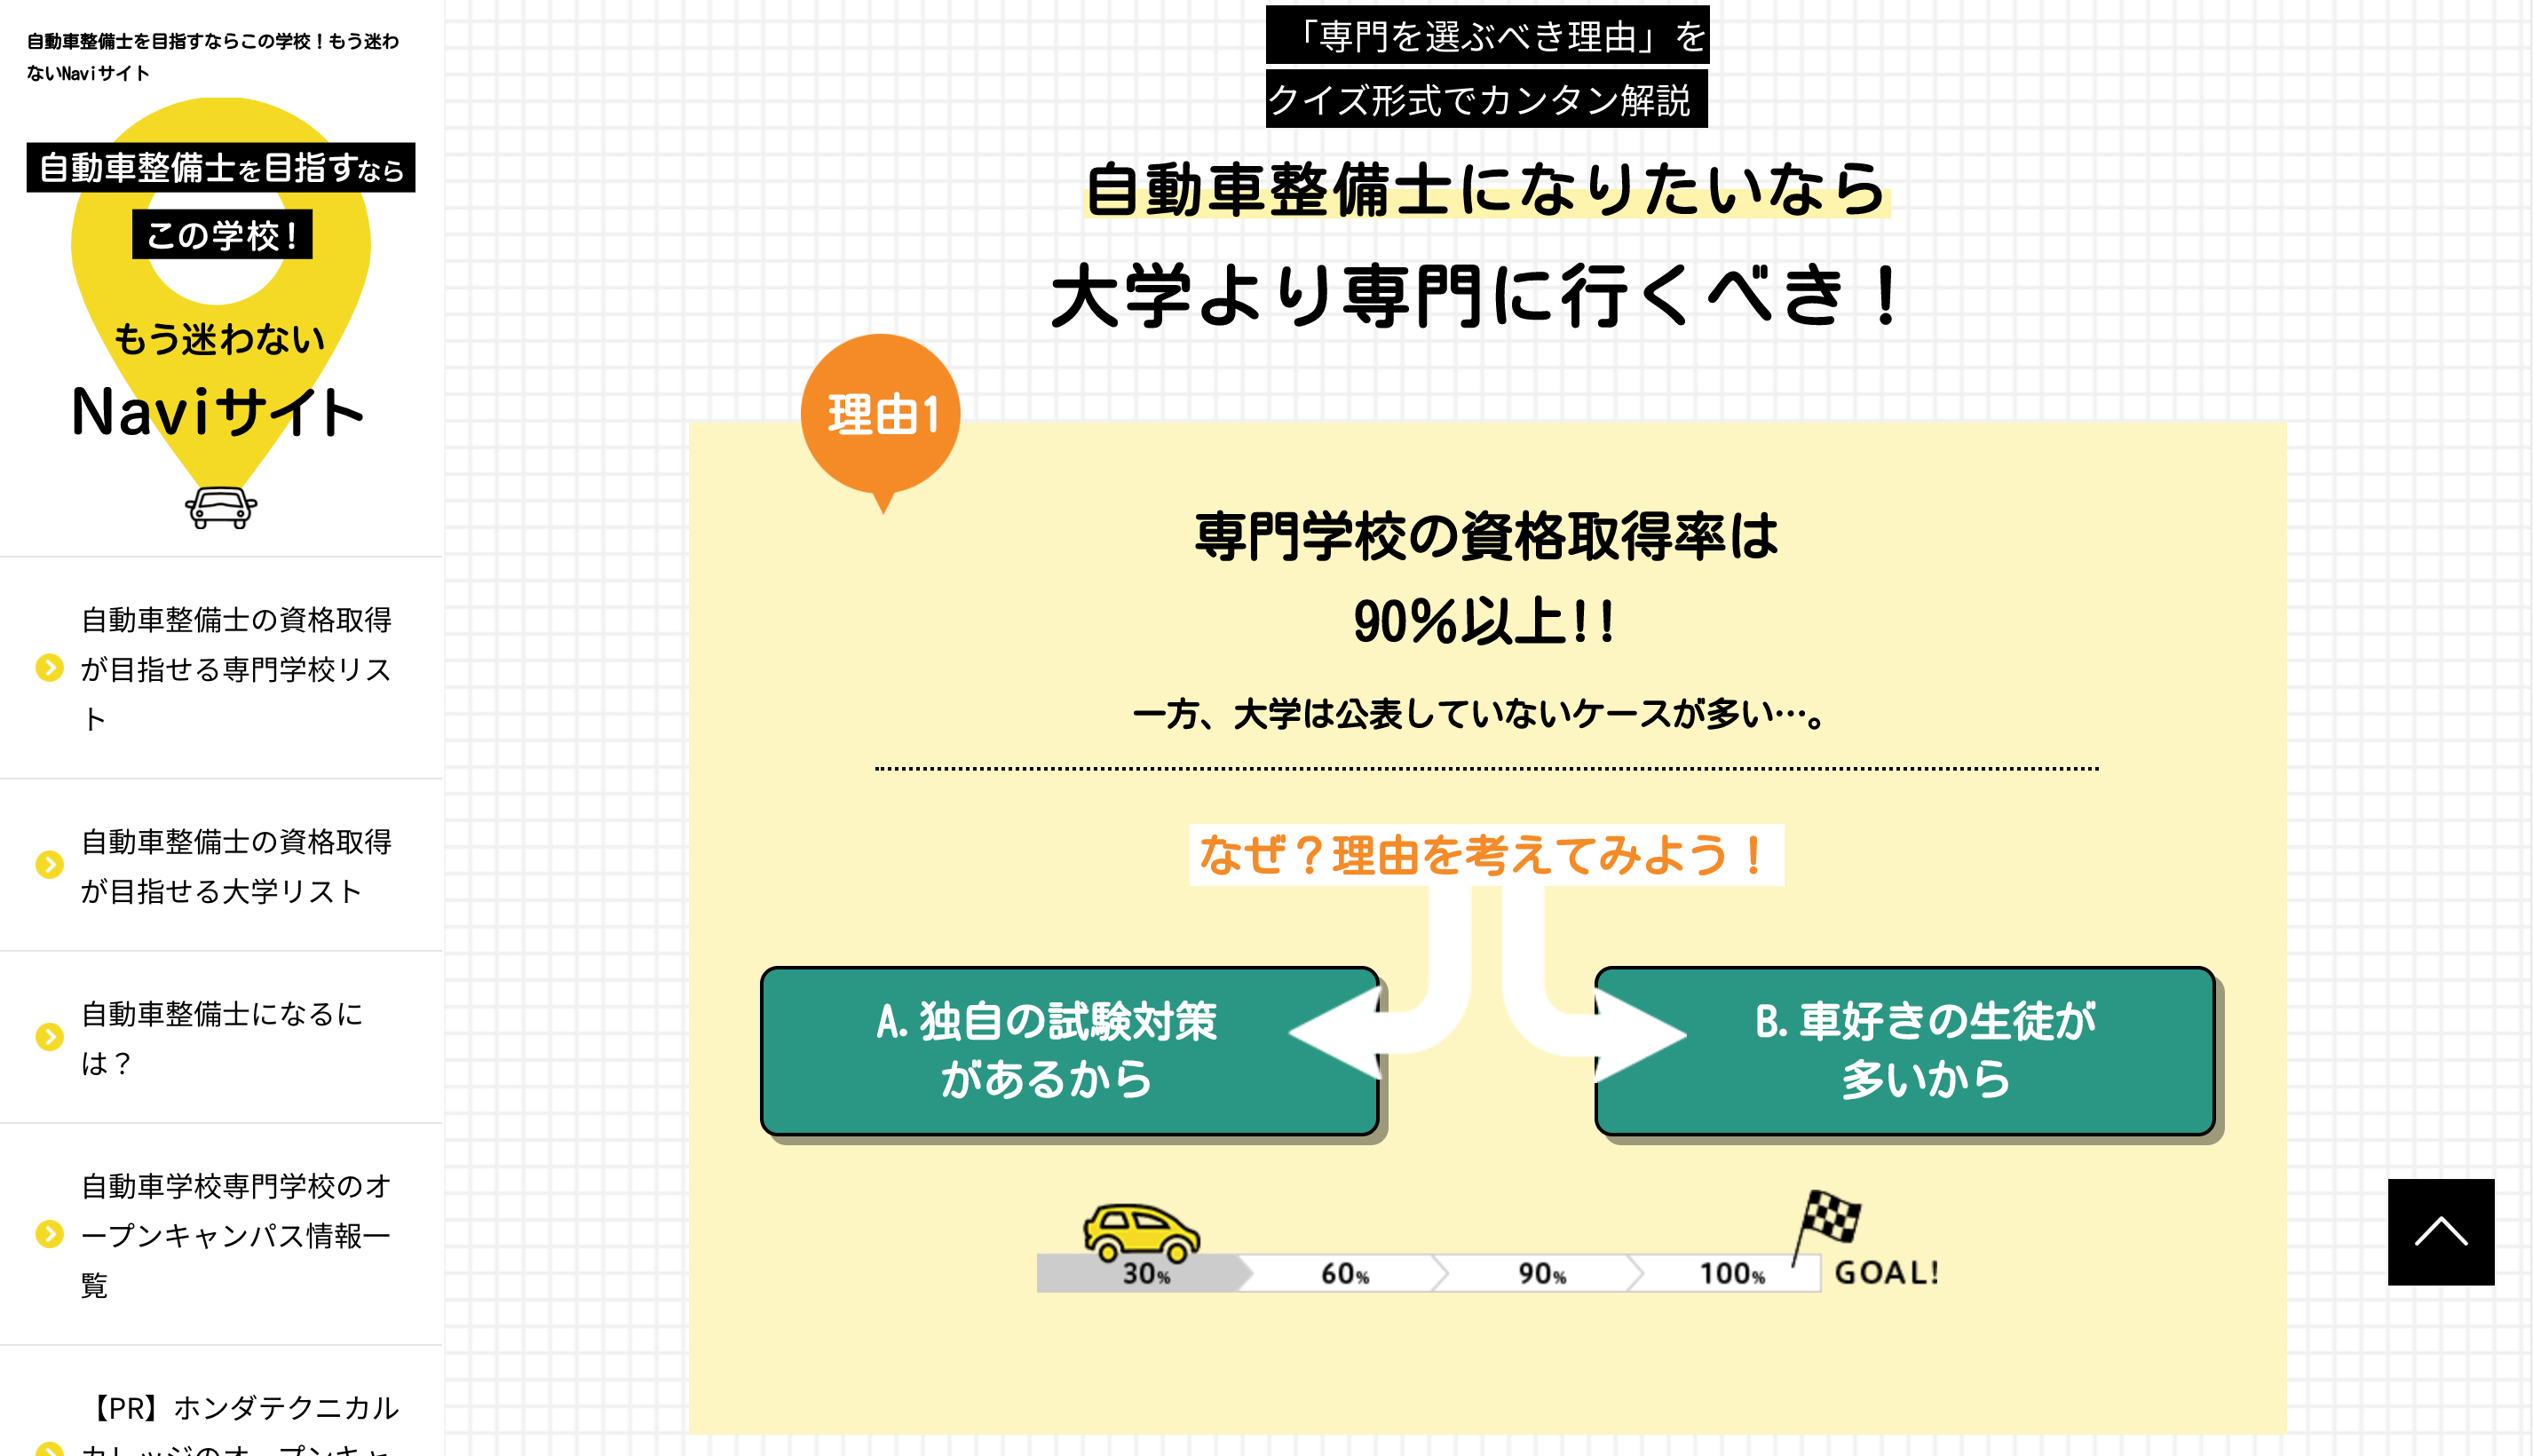 自動車整備士を目指すならこの学校！もう迷わ
ないNaviサイト
自動車整備士を目指すなら
この学校！
もう迷わない
Naviサイト
自動車整備士の資格取得
が目指せる専門学校リス
ト
自動車整備士の資格取得
が目指せる大学リスト
自動車整備士になるに
は？
自動車学校専門学校のオ
ープンキャンパス情報一
覧
【PR】ホンダテクニカル
カレッジのオープンキャ
「専門を選ぶべき理由」を
クイズ形式でカンタン解説
自動車整備士になりたいなら
大学より専門に行くべき！
理由1
専門学校の資格取得率は
90％以上!!
一方、大学は公表していないケースが多い…。
なぜ？理由を考えてみよう！
A. 独自の試験対策
があるから
B. 車好きの生徒が
多いから
30% 60% 90% 100% GOAL!